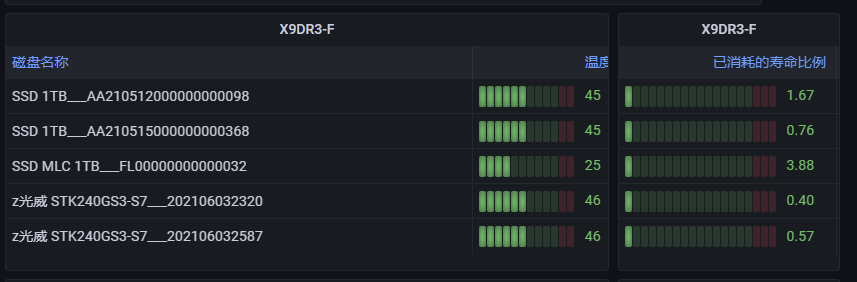 X9DR3-F X9DR3-F
磁盘名称 温度 已消耗的寿命比例
SSD 1TB___AA210512000000000098 45 1.67
SSD 1TB___AA210515000000000368 45 0.76
SSD MLC 1TB___FL00000000000032 25 3.88
z光威 STK240GS3-S7___202106032320 46 0.40
z光威 STK240GS3-S7___202106032587 46 0.57